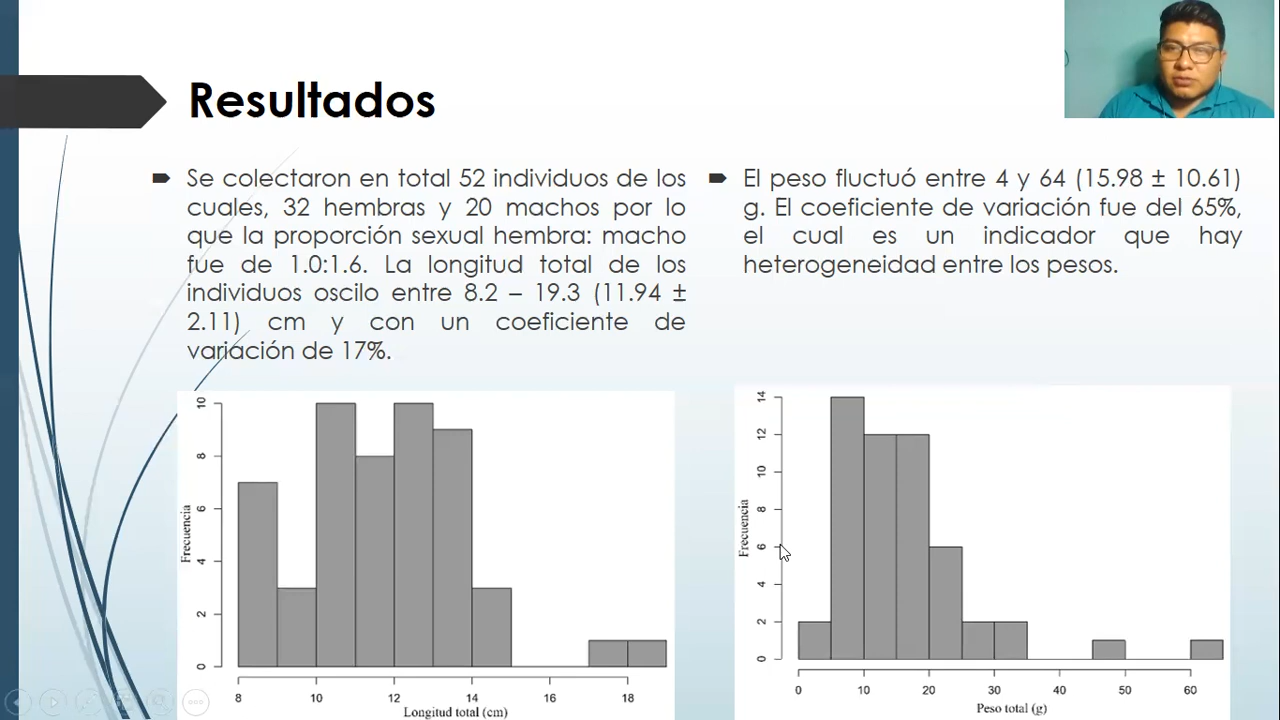 Resultados
Se colectaron en total 52 individuos de los
cuales, 32 hembras y 20 machos por lo
que la proporción sexual hembra: macho
fue de 1.0:1.6. La longitud total de los
individuos oscilo entre 8.2 – 19.3 (11.94 ±
2.11) cm y con un coeficiente de
variación de 17%.
El peso fluctuó entre 4 y 64 (15.98 ± 10.61)
g. El coeficiente de variación fue del 65%,
el cual es un indicador que hay
heterogeneidad entre los pesos.
10
8
6
4
2
0
Frecuencia
8 10 12 14 16 18
Longitud total (cm)
14
12
10
8
6
4
2
0
Frecuencia
0 10 20 30 40 50 60
Peso total (g)